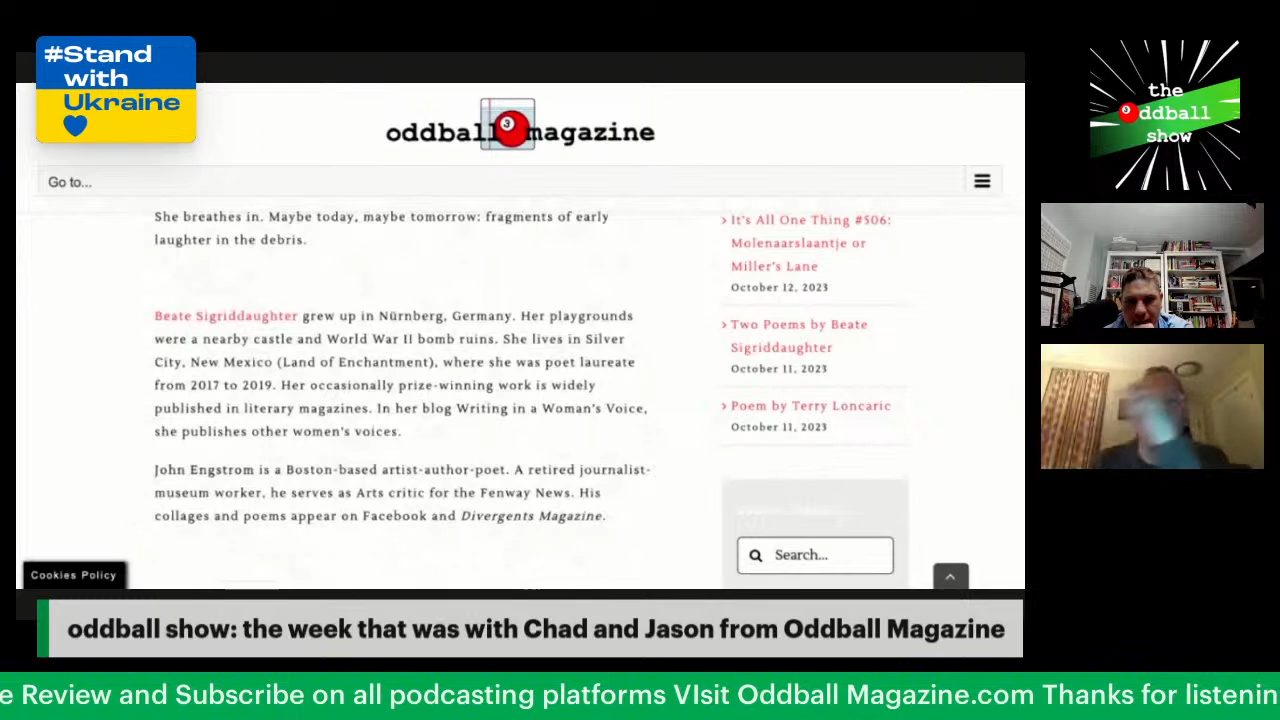 #Stand
with
Ukraine
oddball magazine
3
Go to...
She breathes in. Maybe today, maybe tomorrow: fragments of early
laughter in the debris.
Beate Sigriddaughter grew up in Nürnberg, Germany. Her playgrounds
were a nearby castle and World War II bomb ruins. She lives in Silver
City, New Mexico (Land of Enchantment), where she was poet laureate
from 2017 to 2019. Her occasionally prize-winning work is widely
published in literary magazines. In her blog Writing in a Woman's Voice,
she publishes other women's voices.
John Engstrom is a Boston-based artist-author-poet. A retired journalist-
museum worker, he serves as Arts critic for the Fenway News. His
collages and poems appear on Facebook and Divergents Magazine.
› It's All One Thing #506:
Molenaarslaantje or
Miller's Lane
October 12, 2023
› Two Poems by Beate
Sigriddaughter
October 11, 2023
› Poem by Terry Loncaric
October 11, 2023
Search...
Cookies Policy
the
3ddball
show
oddball show: the week that was with Chad and Jason from Oddball Magazine
e Review and Subscribe on all podcasting platforms VIsit Oddball Magazine.com Thanks for listenin